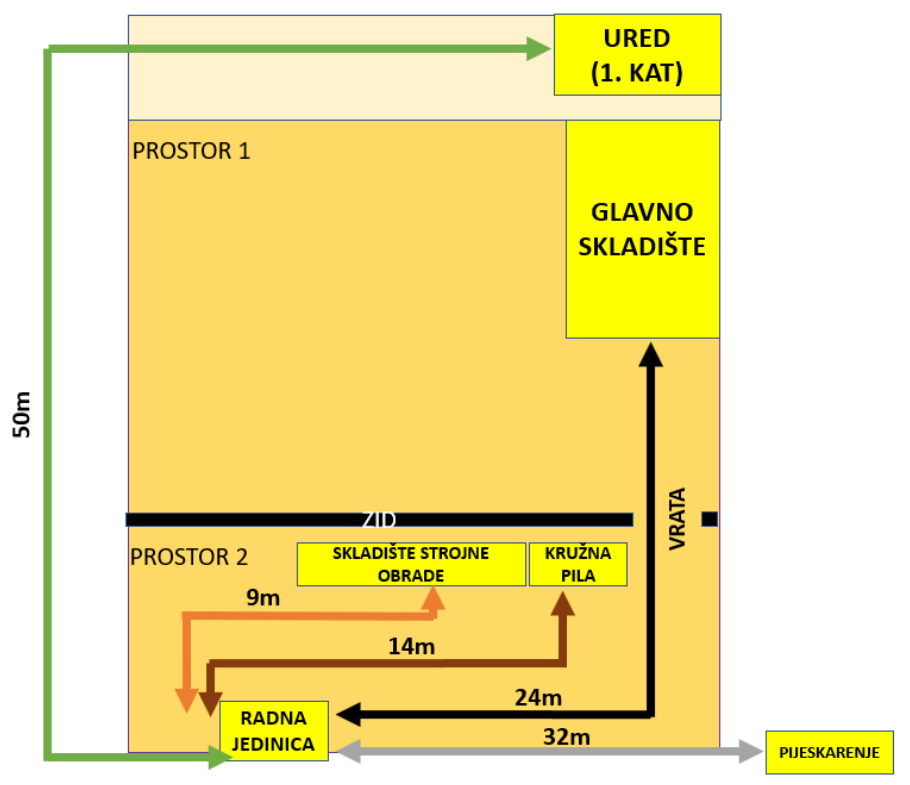 URED
(1. KAT)
PROSTOR 1
GLAVNO
SKLADIŠTE
50m
VRATA
ZID
PROSTOR 2
SKLADIŠTE STROJNE
OBRADE
KRUŽNA
PILA
9m
14m
24m
RADNA
JEDINICA
32m
PIJESKARENJE